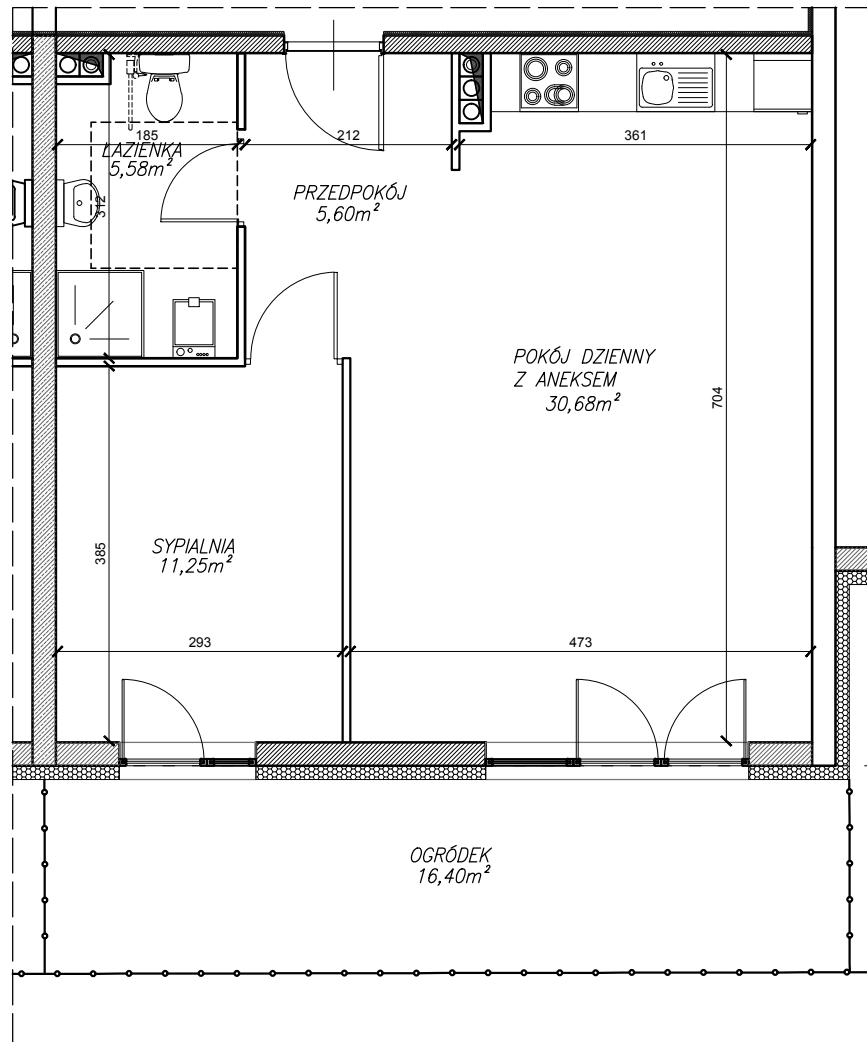 185
212
361
ŁAZIENKA
5,58m²
312
PRZEDPOKÓJ
5,60m²
POKÓJ DZIENNY
Z ANEKSEM
30,68m²
704
SYPIALNIA
11,25m²
385
293
473
OGRÓDEK
16,40m²